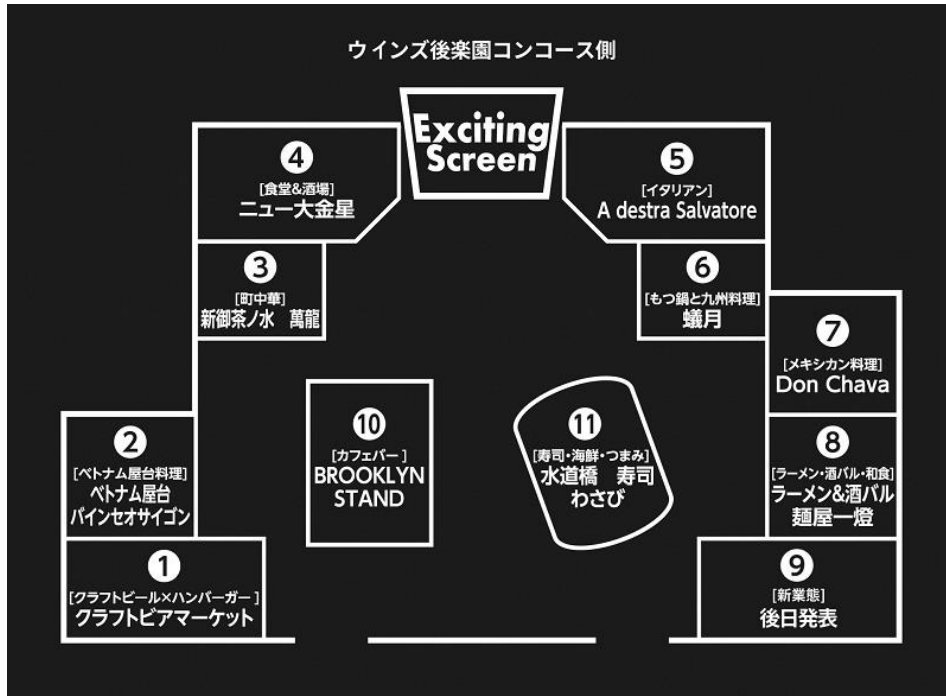 ウインズ後楽園コンコース側
Exciting
Screen
4
[食堂&酒場]
ニュー大金星
5
[イタリアン]
A destra Salvatore
3
[町中華]
新御茶ノ水　萬龍
6
[もつ鍋と九州料理]
蟻月
7
[メキシカン料理]
Don Chava
2
[ベトナム屋台料理]
ベトナム屋台
バインセオサイゴン
10
[カフェバー]
BROOKLYN
STAND
11
[寿司・海鮮・つまみ]
水道橋　寿司
わさび
8
[ラーメン・酒バル・和食]
ラーメン&酒バル
麺屋一燈
1
[クラフトビール×ハンバーガー]
クラフトビアマーケット
9
[新業態]
後日発表